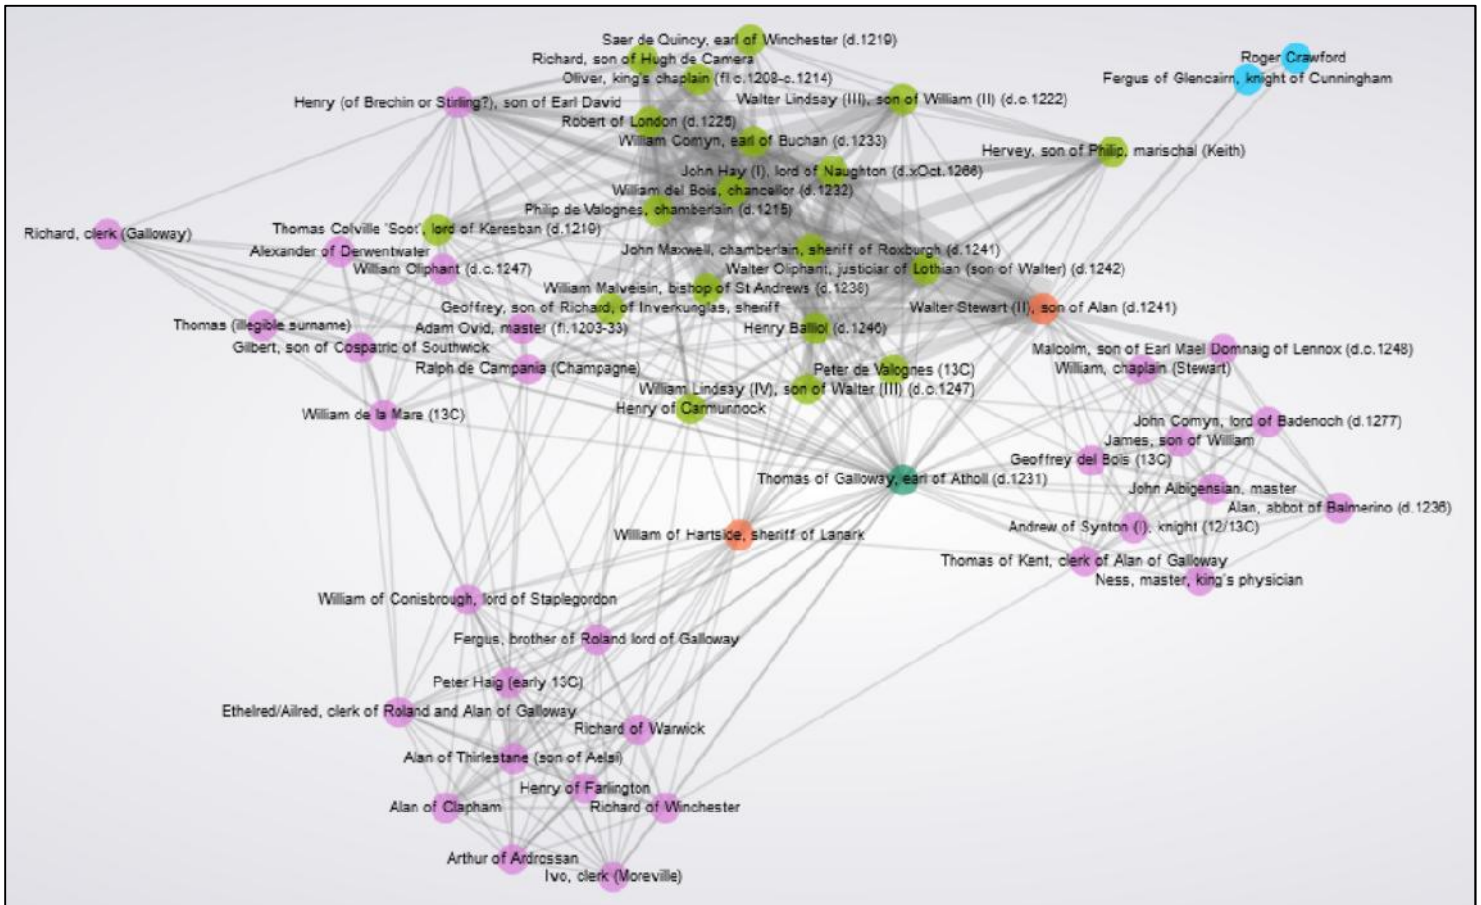 Saer de Quincy, earl of Winchester (d.1219)
Roger Crawford
Richard, son of Hugh de Camera
Oliver, king's chaplain (fl.c.1208-c.1214)
Fergus of Glencairn, knight of Cunningham
Henry (of Brechin or Stirling?), son of Earl David
Walter Lindsay (III), son of William (II) (d.c.1222)
Robert of London (d.1225)
William Comyn, earl of Buchan (d.1233)
Hervey, son of Philip, marischal (Keith)
John Hay (I), lord of Naughton (d.xOct.1266)
William del Bois, chancellor (d.1232)
Philip de Valognes, chamberlain (d.1215)
Richard, clerk (Galloway)
Thomas Colville 'Scot', lord of Keresban (d.1219)
Alexander of Derwentwater
John Maxwell, chamberlain, sheriff of Roxburgh (d.1241)
William Oliphant (d.c.1247)
Walter Oliphant, justiciar of Lothian (son of Walter) (d.1242)
William Malveisin, bishop of St Andrews (d.1238)
Geoffrey, son of Richard, of Inverkunglas, sheriff
Walter Stewart (II), son of Alan (d.1241)
Thomas (illegible surname)
Adam Ovid, master (fl.1203-33)
Henry Balliol (d.1246)
Gilbert, son of Cospatric of Southwick
Malcolm, son of Earl Mael Domnaig of Lennox (d.c.1248)
Ralph de Campania (Champagne)
Peter de Valognes (13C)
William, chaplain (Stewart)
William Lindsay (IV), son of Walter (III) (d.c.1247)
Henry of Carmunnock
William de la Mare (13C)
John Comyn, lord of Badenoch (d.1277)
James, son of William
Geoffrey del Bois (13C)
Thomas of Galloway, earl of Atholl (d.1231)
John Albigensian, master
Alan, abbot of Balmerino (d.1236)
Andrew of Synton (I), knight (12/13C)
William of Hartside, sheriff of Lanark
Thomas of Kent, clerk of Alan of Galloway
Ness, master, king's physician
William of Conisbrough, lord of Staplegordon
Fergus, brother of Roland lord of Galloway
Peter Haig (early 13C)
Ethelred/Ailred, clerk of Roland and Alan of Galloway
Richard of Warwick
Alan of Thirlestane (son of Aelsi)
Henry of Farlington
Alan of Clapham
Richard of Winchester
Arthur of Ardrossan
Ivo, clerk (Moreville)